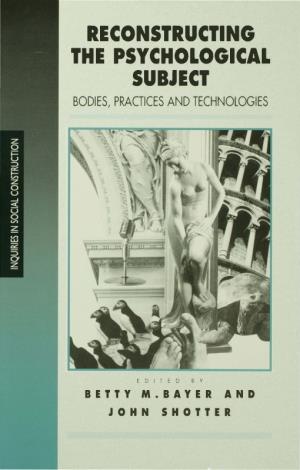 RECONSTRUCTING
THE PSYCHOLOGICAL
SUBJECT
BODIES, PRACTICES AND TECHNOLOGIES
INQUIRIES IN SOCIAL CONSTRUCTION
EDITED BY
BETTY M. BAYER AND
JOHN SHOTTER